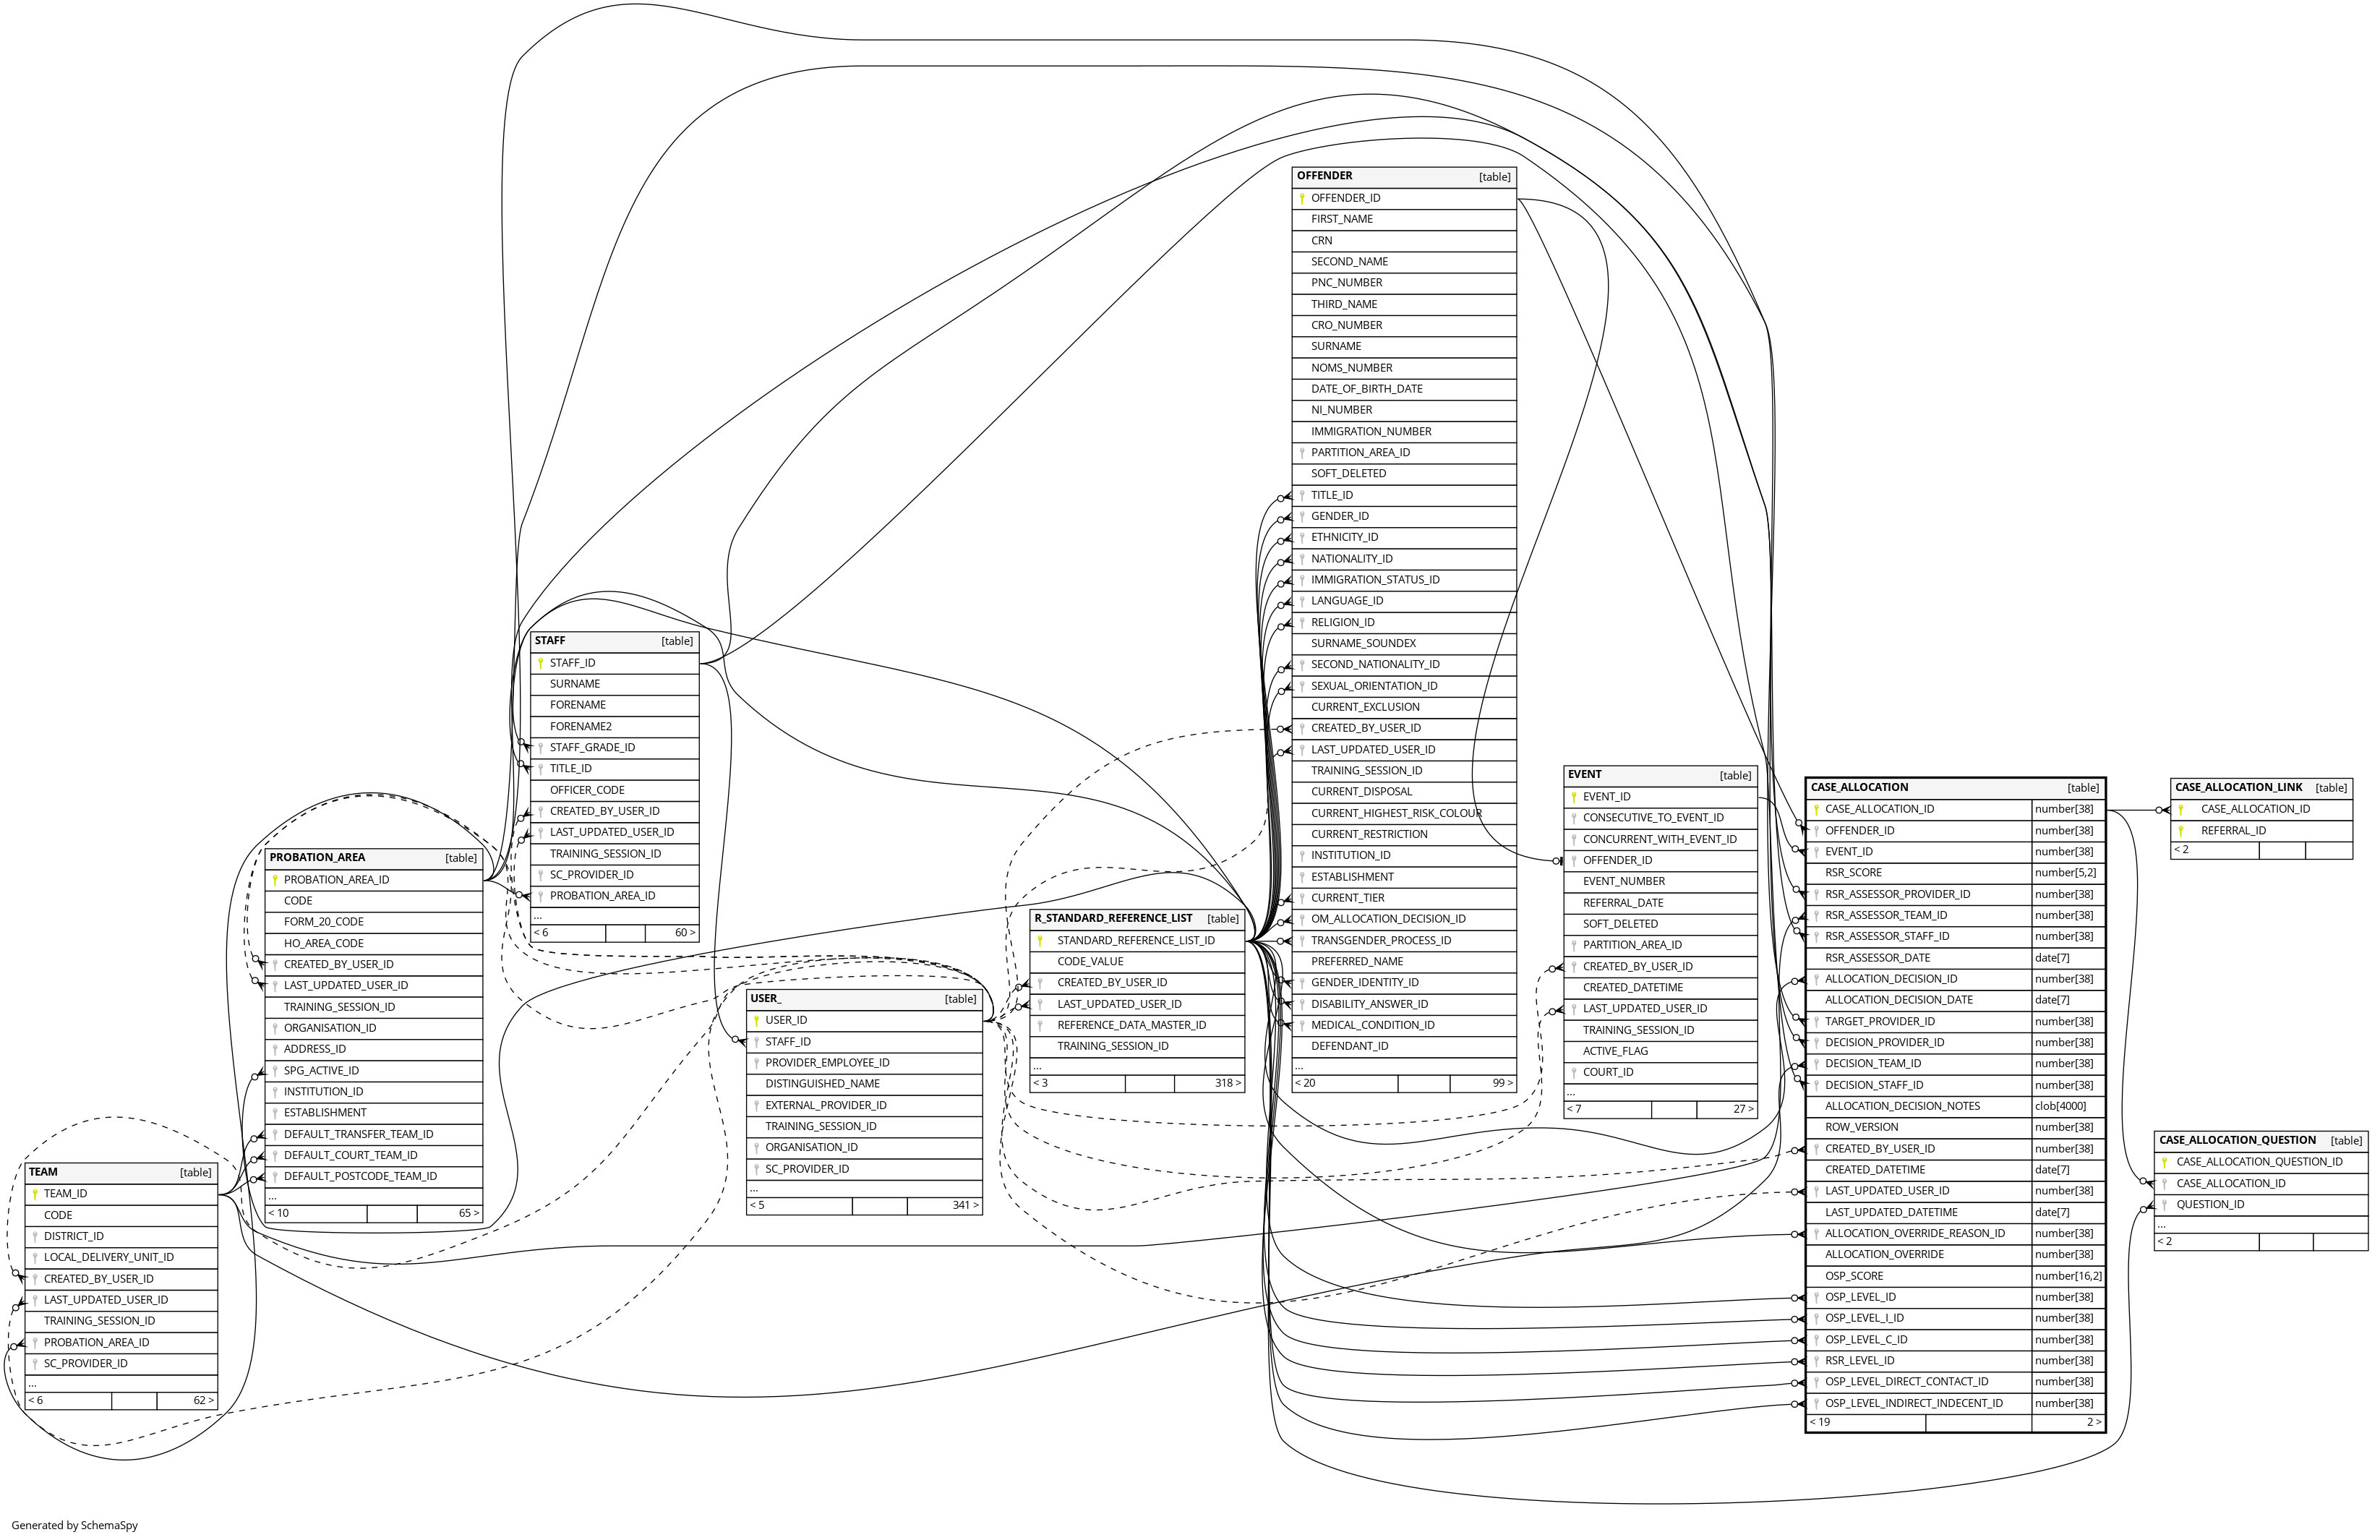 OFFENDER [table]
OFFENDER_ID
FIRST_NAME
CRN
SECOND_NAME
PNC_NUMBER
THIRD_NAME
CRO_NUMBER
SURNAME
NOMS_NUMBER
DATE_OF_BIRTH_DATE
NI_NUMBER
IMMIGRATION_NUMBER
PARTITION_AREA_ID
SOFT_DELETED
TITLE_ID
GENDER_ID
ETHNICITY_ID
NATIONALITY_ID
IMMIGRATION_STATUS_ID
LANGUAGE_ID
RELIGION_ID
SURNAME_SOUNDEX
SECOND_NATIONALITY_ID
SEXUAL_ORIENTATION_ID
CURRENT_EXCLUSION
CREATED_BY_USER_ID
LAST_UPDATED_USER_ID
TRAINING_SESSION_ID
CURRENT_DISPOSAL
CURRENT_HIGHEST_RISK_COLOUR
CURRENT_RESTRICTION
INSTITUTION_ID
ESTABLISHMENT
CURRENT_TIER
OM_ALLOCATION_DECISION_ID
TRANSGENDER_PROCESS_ID
PREFERRED_NAME
GENDER_IDENTITY_ID
DISABILITY_ANSWER_ID
MEDICAL_CONDITION_ID
DEFENDANT_ID
...
< 20 99 >
STAFF [table]
STAFF_ID
SURNAME
FORENAME
FORENAME2
STAFF_GRADE_ID
TITLE_ID
OFFICER_CODE
CREATED_BY_USER_ID
LAST_UPDATED_USER_ID
TRAINING_SESSION_ID
SC_PROVIDER_ID
PROBATION_AREA_ID
...
< 6 60 >
EVENT [table]
EVENT_ID
CONSECUTIVE_TO_EVENT_ID
CONCURRENT_WITH_EVENT_ID
OFFENDER_ID
EVENT_NUMBER
REFERRAL_DATE
SOFT_DELETED
PARTITION_AREA_ID
CREATED_BY_USER_ID
CREATED_DATETIME
LAST_UPDATED_USER_ID
TRAINING_SESSION_ID
ACTIVE_FLAG
COURT_ID
...
< 7 27 >
CASE_ALLOCATION [table]
CASE_ALLOCATION_ID number[38]
OFFENDER_ID number[38]
EVENT_ID number[38]
RSR_SCORE number[5,2]
RSR_ASSESSOR_PROVIDER_ID number[38]
RSR_ASSESSOR_TEAM_ID number[38]
RSR_ASSESSOR_STAFF_ID number[38]
RSR_ASSESSOR_DATE date[7]
ALLOCATION_DECISION_ID number[38]
ALLOCATION_DECISION_DATE date[7]
TARGET_PROVIDER_ID number[38]
DECISION_PROVIDER_ID number[38]
DECISION_TEAM_ID number[38]
DECISION_STAFF_ID number[38]
ALLOCATION_DECISION_NOTES clob[4000]
ROW_VERSION number[38]
CREATED_BY_USER_ID number[38]
CREATED_DATETIME date[7]
LAST_UPDATED_USER_ID number[38]
LAST_UPDATED_DATETIME date[7]
ALLOCATION_OVERRIDE_REASON_ID number[38]
ALLOCATION_OVERRIDE number[38]
OSP_SCORE number[16,2]
OSP_LEVEL_ID number[38]
OSP_LEVEL_I_ID number[38]
OSP_LEVEL_C_ID number[38]
RSR_LEVEL_ID number[38]
OSP_LEVEL_DIRECT_CONTACT_ID number[38]
OSP_LEVEL_INDIRECT_INDECENT_ID number[38]
< 19 2 >
CASE_ALLOCATION_LINK [table]
CASE_ALLOCATION_ID
REFERRAL_ID
< 2
PROBATION_AREA [table]
PROBATION_AREA_ID
CODE
FORM_20_CODE
HO_AREA_CODE
CREATED_BY_USER_ID
LAST_UPDATED_USER_ID
TRAINING_SESSION_ID
ORGANISATION_ID
ADDRESS_ID
SPG_ACTIVE_ID
INSTITUTION_ID
ESTABLISHMENT
DEFAULT_TRANSFER_TEAM_ID
DEFAULT_COURT_TEAM_ID
DEFAULT_POSTCODE_TEAM_ID
...
< 10 65 >
R_STANDARD_REFERENCE_LIST [table]
STANDARD_REFERENCE_LIST_ID
CODE_VALUE
CREATED_BY_USER_ID
LAST_UPDATED_USER_ID
REFERENCE_DATA_MASTER_ID
TRAINING_SESSION_ID
...
< 3 318 >
USER_ [table]
USER_ID
STAFF_ID
PROVIDER_EMPLOYEE_ID
DISTINGUISHED_NAME
EXTERNAL_PROVIDER_ID
TRAINING_SESSION_ID
ORGANISATION_ID
SC_PROVIDER_ID
...
< 5 341 >
CASE_ALLOCATION_QUESTION [table]
CASE_ALLOCATION_QUESTION_ID
CASE_ALLOCATION_ID
QUESTION_ID
...
< 2
TEAM [table]
TEAM_ID
CODE
DISTRICT_ID
LOCAL_DELIVERY_UNIT_ID
CREATED_BY_USER_ID
LAST_UPDATED_USER_ID
TRAINING_SESSION_ID
PROBATION_AREA_ID
SC_PROVIDER_ID
...
< 6 62 >
Generated by SchemaSpy